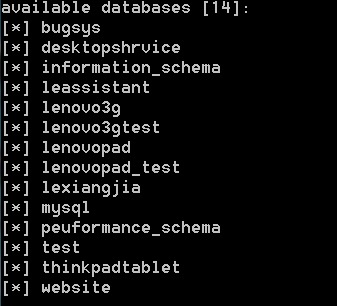 available databases [14]:
[*] bugsys
[*] desktopshrvice
[*] information_schema
[*] leassistant
[*] lenovo3g
[*] lenovo3gtest
[*] lenovopad
[*] lenovopad_test
[*] lexiangjia
[*] mysql
[*] peuformance_schema
[*] test
[*] thinkpadtablet
[*] website